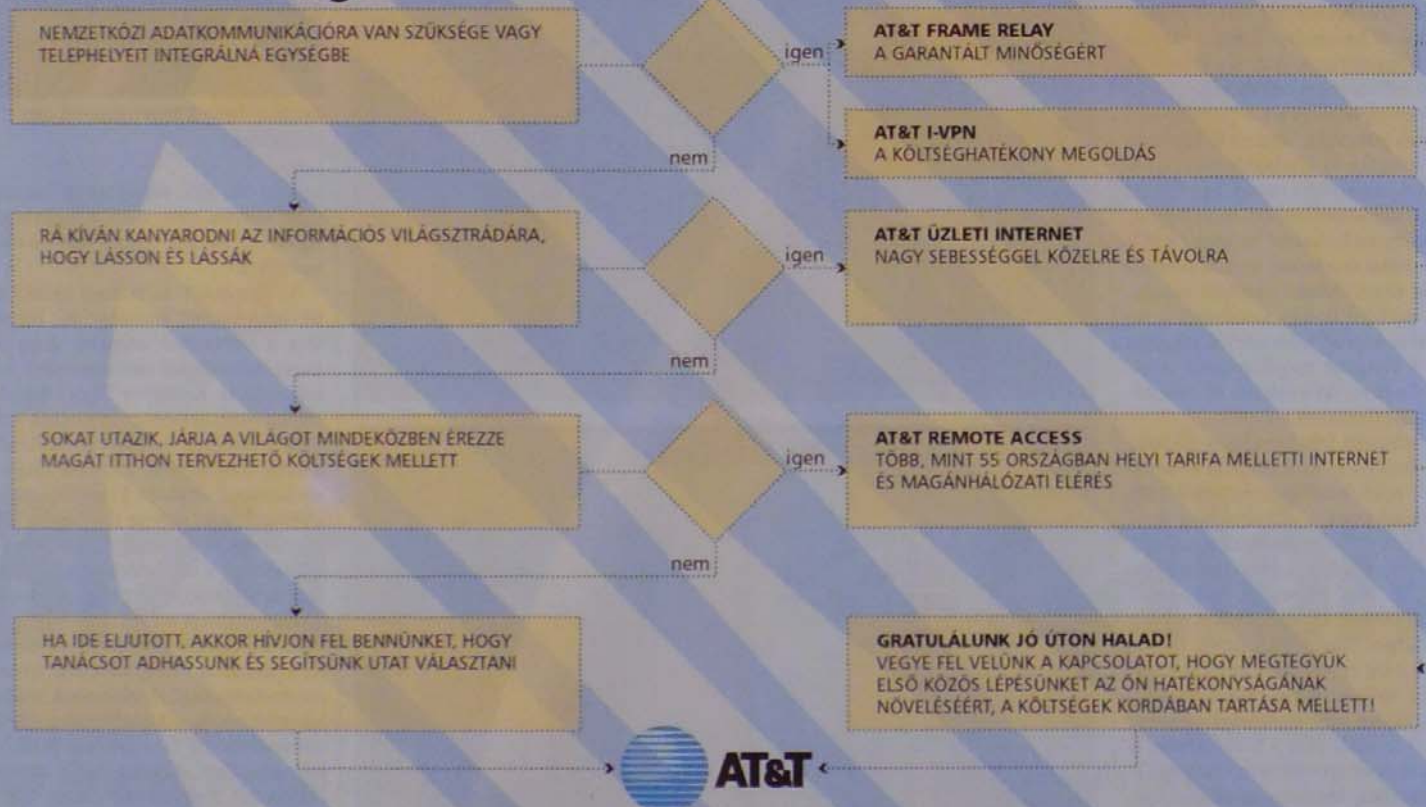 NEMZETKÖZI ADATKOMMUNIKÁCIÓRA VAN SZÜKSÉGE VAGY
TELEPHELYEIT INTEGRÁLNÁ EGYSÉGBE
igen
AT&T FRAME RELAY
A GARANTÁLT MINŐSÉGÉRT
AT&T I-VPN
A KÖLTSÉGHATÉKONY MEGOLDÁS
nem
RÁ KÍVÁN KANYARODNI AZ INFORMÁCIÓS VILÁGSZTRÁDÁRA,
HOGY LÁSSON ÉS LÁSSÁK
igen
AT&T ÜZLETI INTERNET
NAGY SEBESSÉGGEL KÖZELRE ÉS TÁVOLRA
nem
SOKAT UTAZIK, JÁRJA A VILÁGOT MINDEKÖZBEN ÉREZZE
MAGÁT ITTHON TERVEZHETŐ KÖLTSÉGEK MELLETT
igen
AT&T REMOTE ACCESS
TÖBB, MINT 55 ORSZÁGBAN HELYI TARIFA MELLETTI INTERNET
ÉS MAGÁNHÁLÓZATI ELÉRÉS
nem
HA IDE ELJUTOTT, AKKOR HÍVJON FEL BENNÜNKET, HOGY
TANÁCSOT ADHASSUNK ÉS SEGÍTSÜNK UTAT VÁLASZTANI
GRATULÁLUNK JÓ ÚTON HALAD!
VEGYE FEL VELÜNK A KAPCSOLATOT, HOGY MEGTEGYÜK
ELSŐ KÖZÖS LÉPÉSÜNKET AZ ÖN HATÉKONYSÁGÁNAK
NÖVELÉSÉÉRT, A KÖLTSÉGEK KORDÁBAN TARTÁSA MELLETT!
AT&T